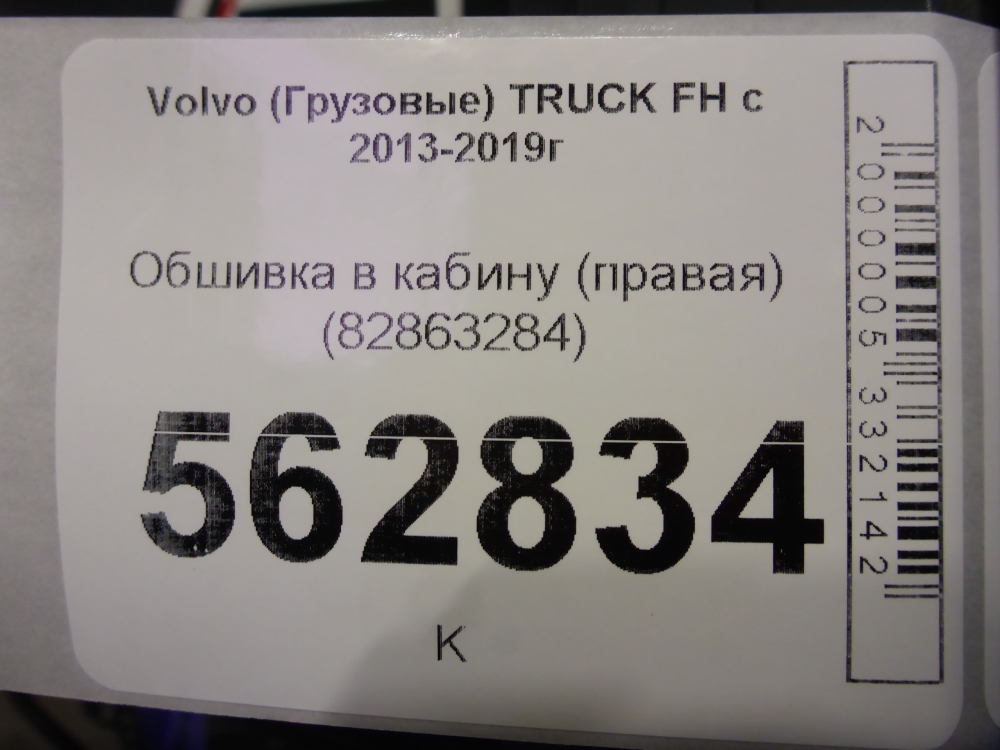 Volvo (Грузовые) TRUCK FH с
2013-2019г
Обшивка в кабину (правая)
(82863284)
562834
К
2000005332142